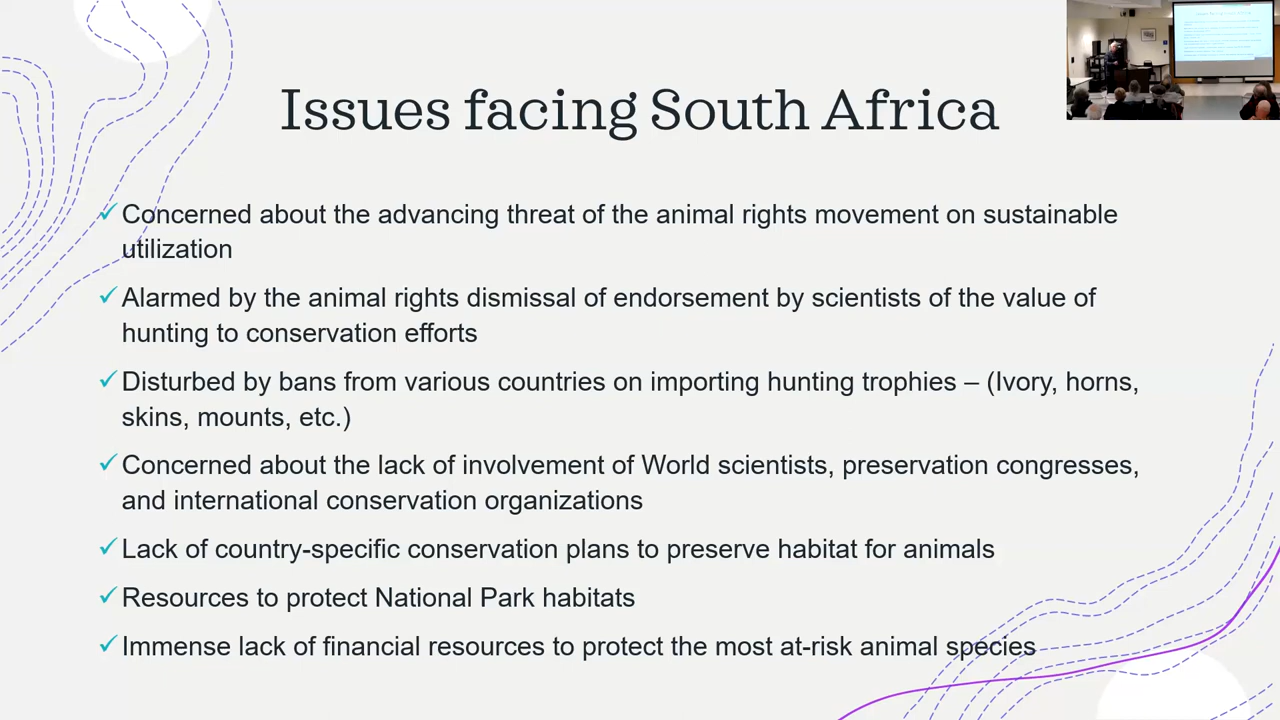 Issues facing South Africa
✓Concerned about the advancing threat of the animal rights movement on sustainable
utilization
✓Alarmed by the animal rights dismissal of endorsement by scientists of the value of
hunting to conservation efforts
✓Disturbed by bans from various countries on importing hunting trophies – (Ivory, horns,
skins, mounts, etc.)
✓Concerned about the lack of involvement of World scientists, preservation congresses,
and international conservation organizations
✓Lack of country-specific conservation plans to preserve habitat for animals
✓Resources to protect National Park habitats
✓Immense lack of financial resources to protect the most at-risk animal species